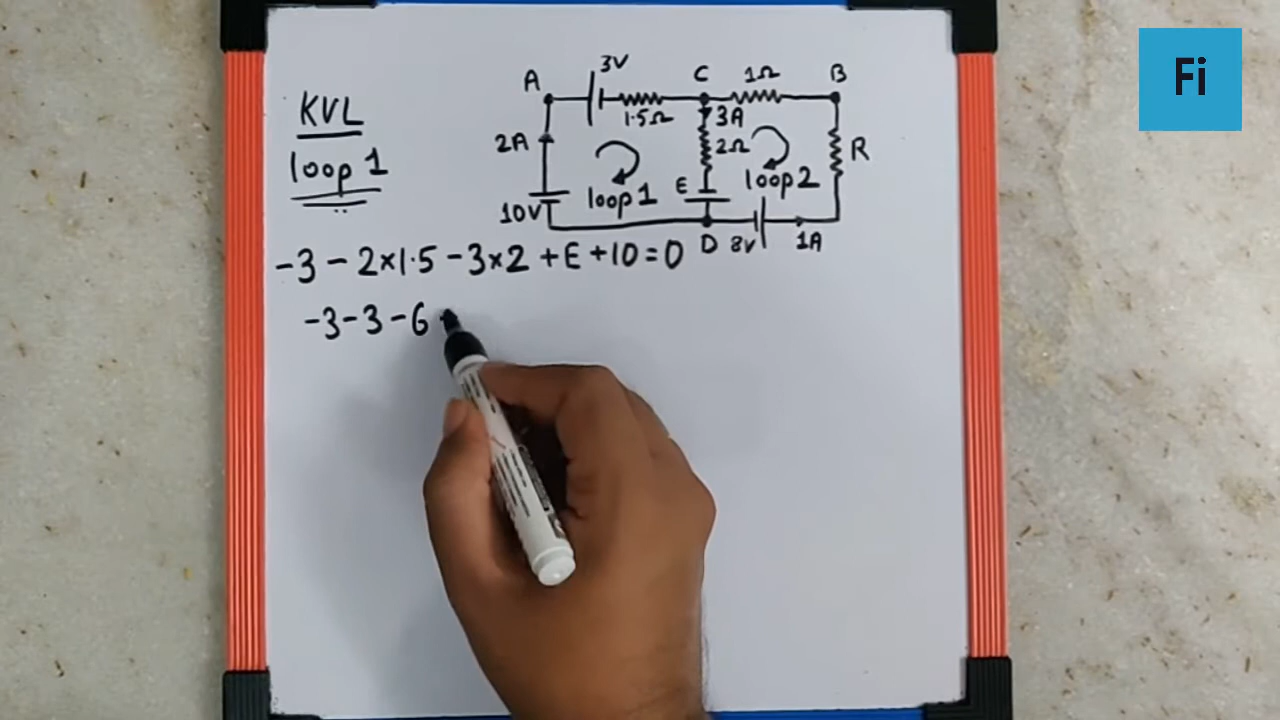 Fi
KVL
loop 1
A
3V
1.5Ω
C
1Ω
B
2A
3A
2Ω
R
loop 1
E
loop 2
10V
D
8V
1A
-3 - 2×1.5 - 3×2 + E + 10 = 0
-3 - 3 - 6